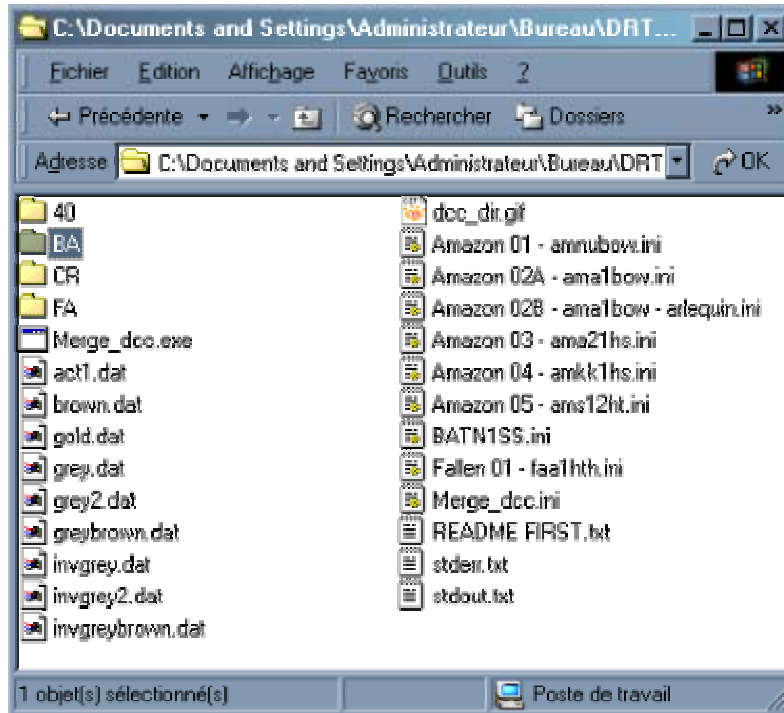 C:\Documents and Settings\Administrateur\Bureau\DRT...
Fichier Edition Affichage Favoris Outils ?
Précédente Rechercher Dossiers »
Adresse C:\Documents and Settings\Administrateur\Bureau\DRT OK
40
BA
CR
FA
Merge_dcc.exe
act1.dat
brown.dat
gold.dat
grey.dat
grey2.dat
greybrown.dat
invgrey.dat
invgrey2.dat
invgreybrown.dat
dcc_dir.gif
Amazon 01 - amnubow.ini
Amazon 02A - ama1bow.ini
Amazon 02B - ama1bow - arlequin.ini
Amazon 03 - ama21hs.ini
Amazon 04 - amkk1hs.ini
Amazon 05 - ams12ht.ini
BATN1SS.ini
Fallen 01 - faa1hth.ini
Merge_dcc.ini
README FIRST.txt
stderr.txt
stdout.txt
1 objet(s) sélectionné(s) Poste de travail